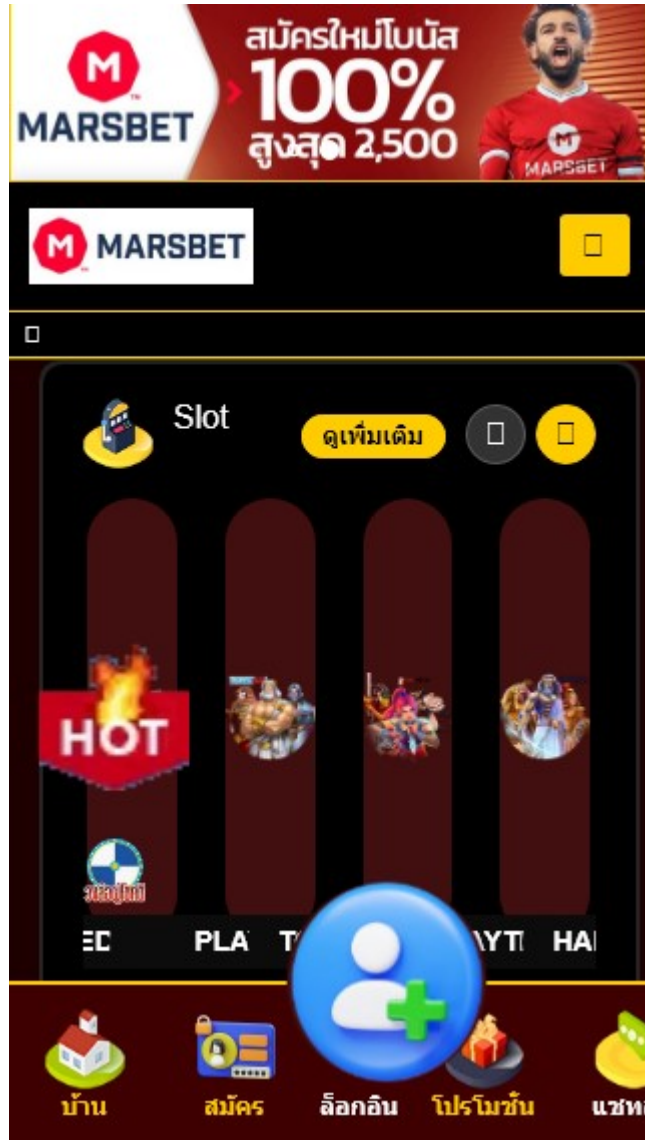 สมัครใหม่โบนัส
100%
สูงสุด 2,500
MARSBET
MARSBET
MARSBET
Slot
ดูเพิ่มเติม
HOT
บ้าน
สมัคร
ล็อกอิน
โปรโมชั่น